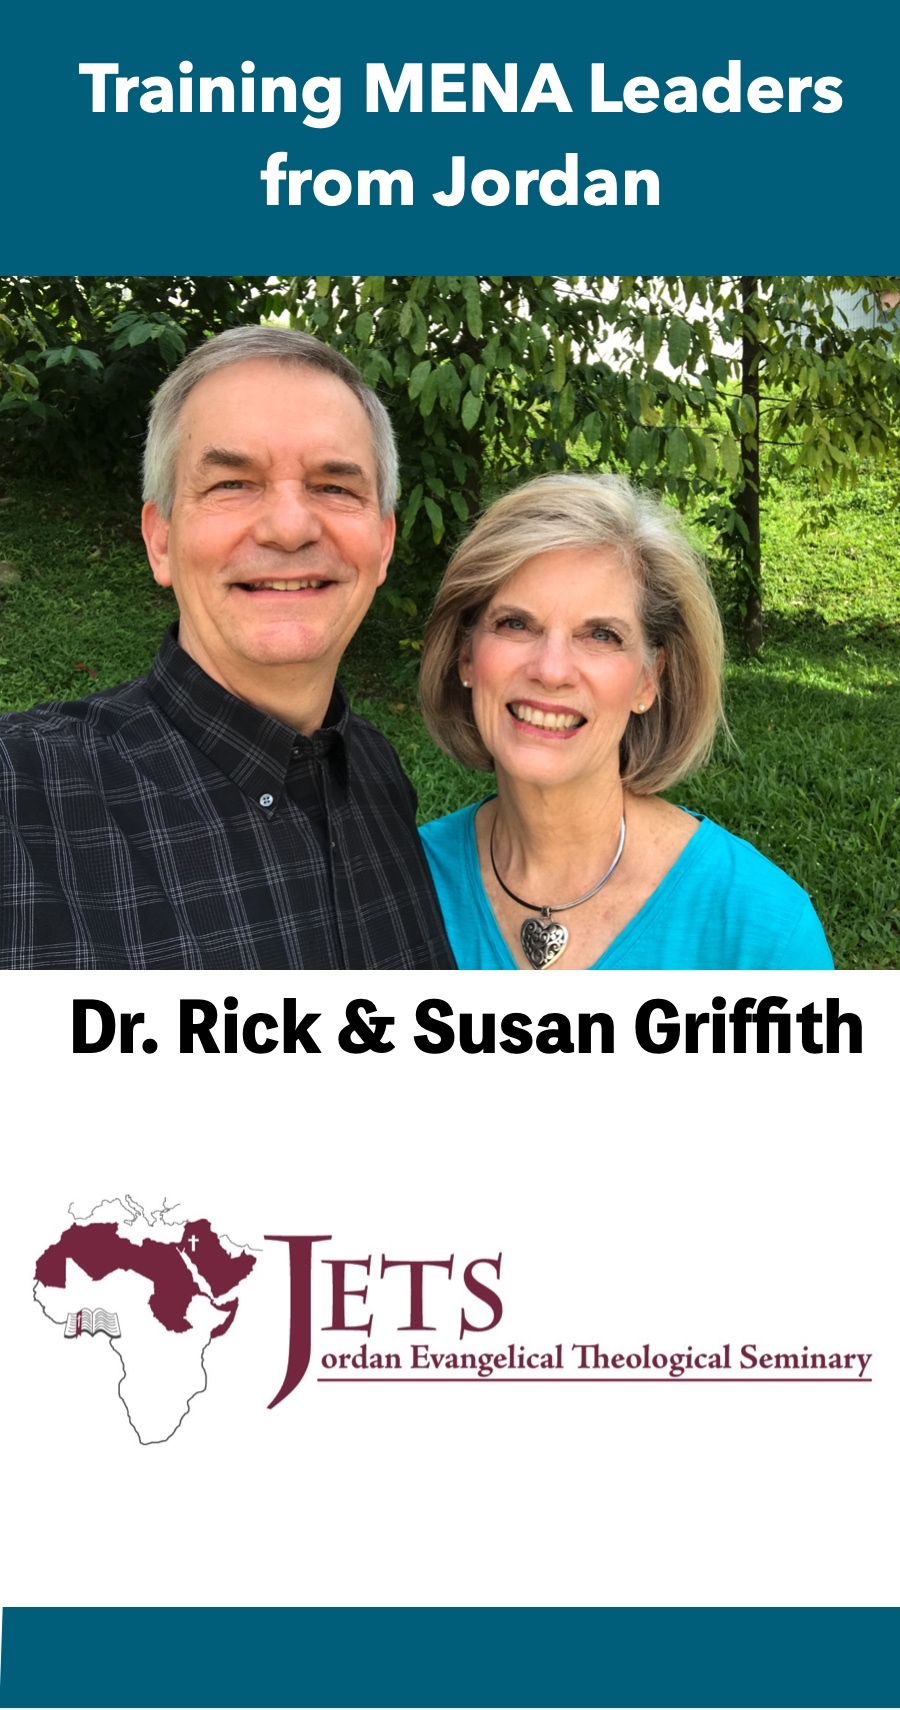 Training MENA Leaders
from Jordan
Dr. Rick & Susan Griffith
JETS
Jordan Evangelical Theological Seminary